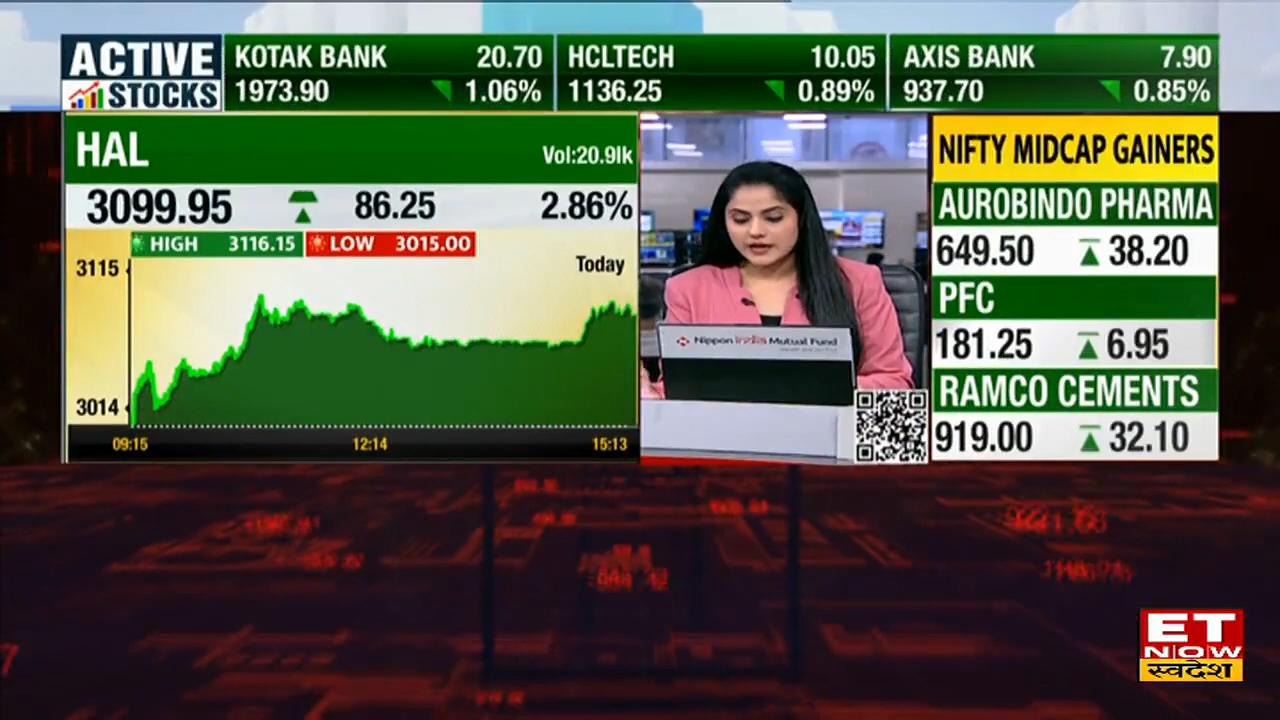 ACTIVE
STOCKS
KOTAK BANK 20.70
1973.90 1.06%
HCLTECH 10.05
1136.25 0.89%
AXIS BANK 7.90
937.70 0.85%
HAL
Vol:20.9lk
3099.95 86.25 2.86%
HIGH 3116.15 LOW 3015.00
Today
3115
3014
09:15 12:14 15:13
Nippon india Mutual Fund
NIFTY MIDCAP GAINERS
AUROBINDO PHARMA
649.50 38.20
PFC
181.25 6.95
RAMCO CEMENTS
919.00 32.10
ET
NOW
स्वदेश